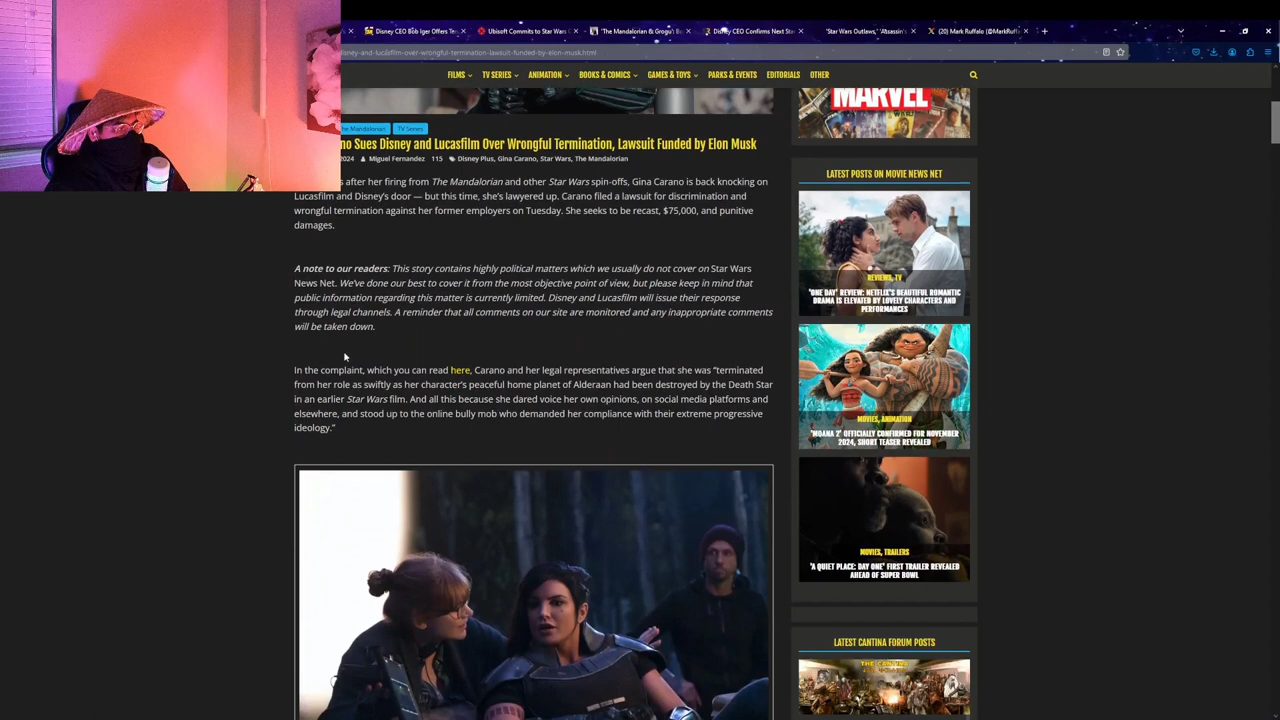 Disney CEO Bob Iger Offers Ten
Ubisoft Commits to Star Wars
'The Mandalorian & Grogu's
Disney CEO Confirms Next Star
'Star Wars Outlaws,' 'Assassin's
(20) Mark Ruffalo (@MarkRuff
disney-and-lucasfilm-over-wrongful-termination-lawsuit-funded-by-elon-musk.html
FILMS
TV SERIES
ANIMATION
BOOKS & COMICS
GAMES & TOYS
PARKS & EVENTS
EDITORIALS
OTHER
MARVEL
he Mandalorian
TV Series
no Sues Disney and Lucasfilm Over Wrongful Termination, Lawsuit Funded by Elon Musk
2024 Miguel Fernandez 115 Disney Plus, Gina Carano, Star Wars, The Mandalorian
s after her firing from The Mandalorian and other Star Wars spin-offs, Gina Carano is back knocking on
Lucasfilm and Disney's door — but this time, she's lawyered up. Carano filed a lawsuit for discrimination and
wrongful termination against her former employers on Tuesday. She seeks to be recast, $75,000, and punitive
damages.
A note to our readers: This story contains highly political matters which we usually do not cover on Star Wars
News Net. We've done our best to cover it from the most objective point of view, but please keep in mind that
public information regarding this matter is currently limited. Disney and Lucasfilm will issue their response
through legal channels. A reminder that all comments on our site are monitored and any inappropriate comments
will be taken down.
In the complaint, which you can read here, Carano and her legal representatives argue that she was “terminated
from her role as swiftly as her character's peaceful home planet of Alderaan had been destroyed by the Death Star
in an earlier Star Wars film. And all this because she dared voice her own opinions, on social media platforms and
elsewhere, and stood up to the online bully mob who demanded her compliance with their extreme progressive
ideology.”
LATEST POSTS ON MOVIE NEWS NET
REVIEWS, TV
'ONE DAY' REVIEW: NETFLIX'S BEAUTIFUL ROMANTIC
DRAMA IS ELEVATED BY LOVELY CHARACTERS AND
PERFORMANCES
MOVIES, ANIMATION
'MOANA 2' OFFICIALLY CONFIRMED FOR NOVEMBER
2024, SHORT TEASER REVEALED
MOVIES, TRAILERS
'A QUIET PLACE: DAY ONE' FIRST TRAILER REVEALED
AHEAD OF SUPER BOWL
LATEST CANTINA FORUM POSTS
THE CANTINA